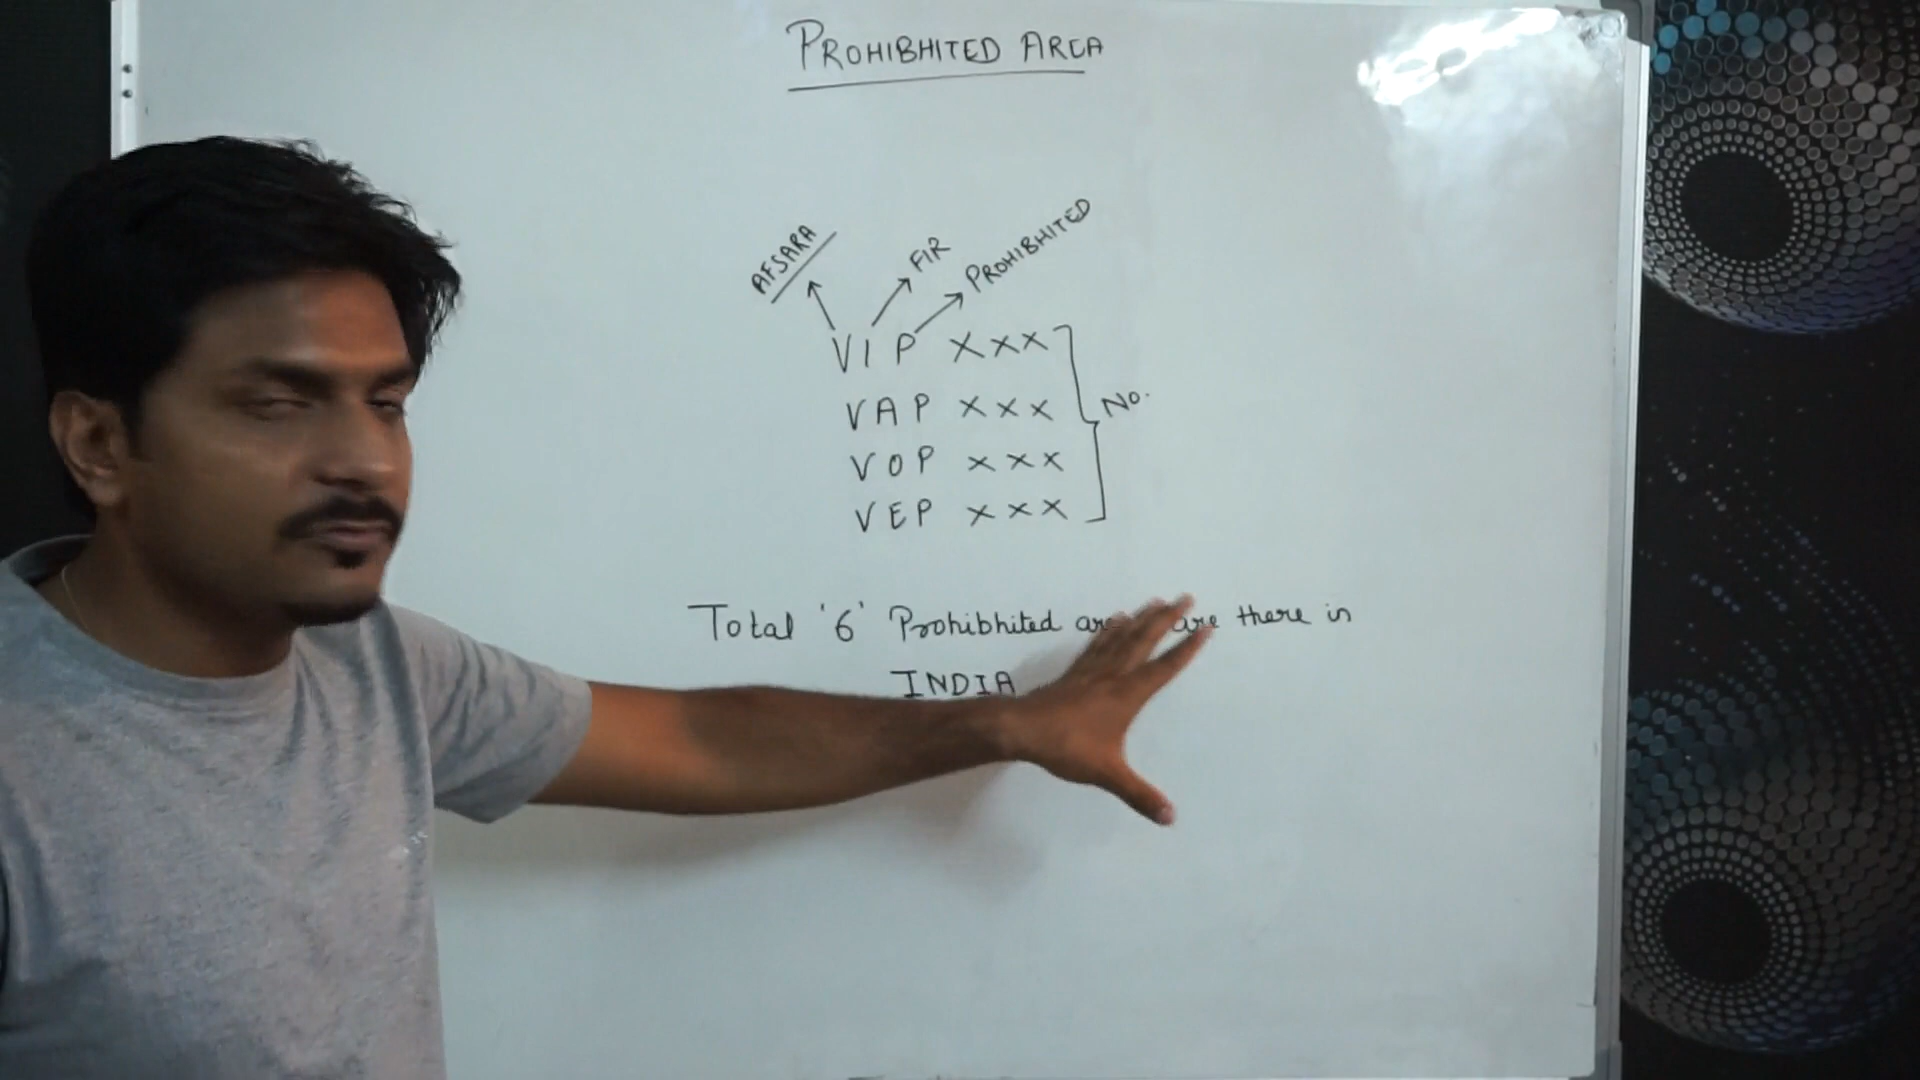 PROHIBHITED AREA
AFSARA
FIR
PROHIBHITED
VIP XXX
VAP XXX
VOP XXX
VEP XXX
No.
Total '6' Prohibhited are there in
INDIA